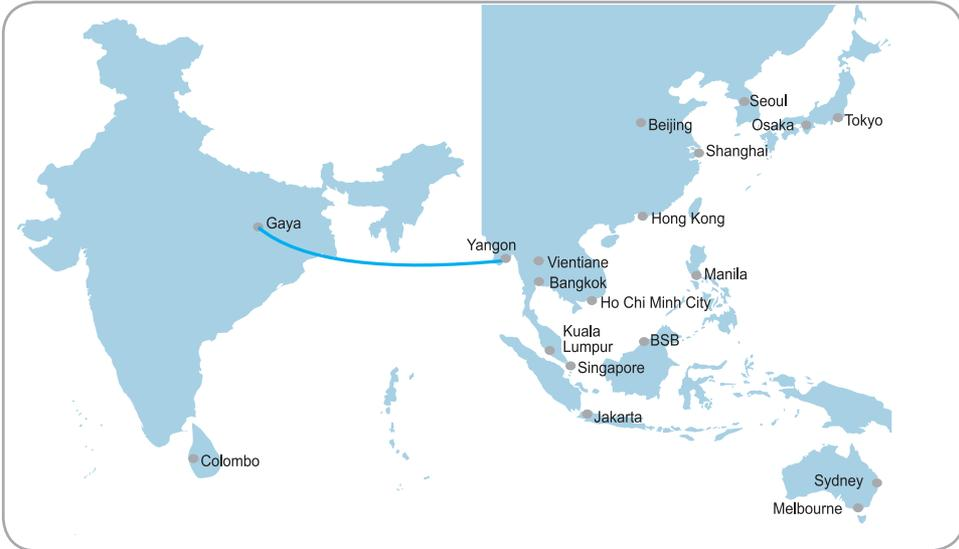 Seoul
Beijing
Osaka
Tokyo
Shanghai
Hong Kong
Gaya
Yangon
Vientiane
Manila
Bangkok
Ho Chi Minh City
Kuala
Lumpur
BSB
Singapore
Jakarta
Colombo
Sydney
Melbourne